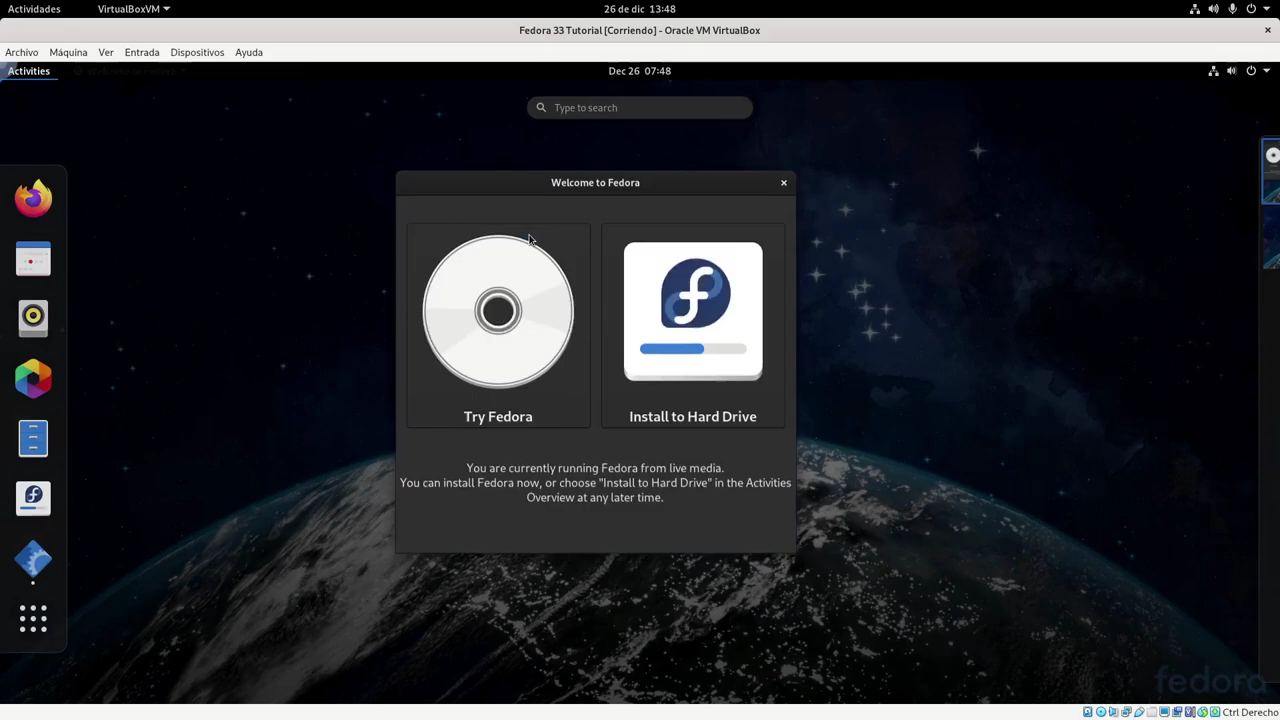 Actividades VirtualBoxVM 26 de dic 13:48
Fedora 33 Tutorial [Corriendo] - Oracle VM VirtualBox
Archivo Máquina Ver Entrada Dispositivos Ayuda
Activities Welcome to Fedora Dec 26 07:48
Type to search
Welcome to Fedora
Try Fedora Install to Hard Drive
You are currently running Fedora from live media.
You can install Fedora now, or choose "Install to Hard Drive" in the Activities
Overview at any later time.
fedora
Ctrl Derecho